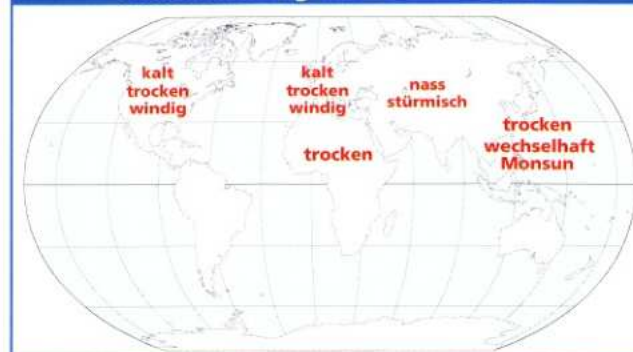 kalt
trocken
windig
kalt
trocken
windig
nass
stürmisch
trocken
trocken
wechselhaft
Monsun